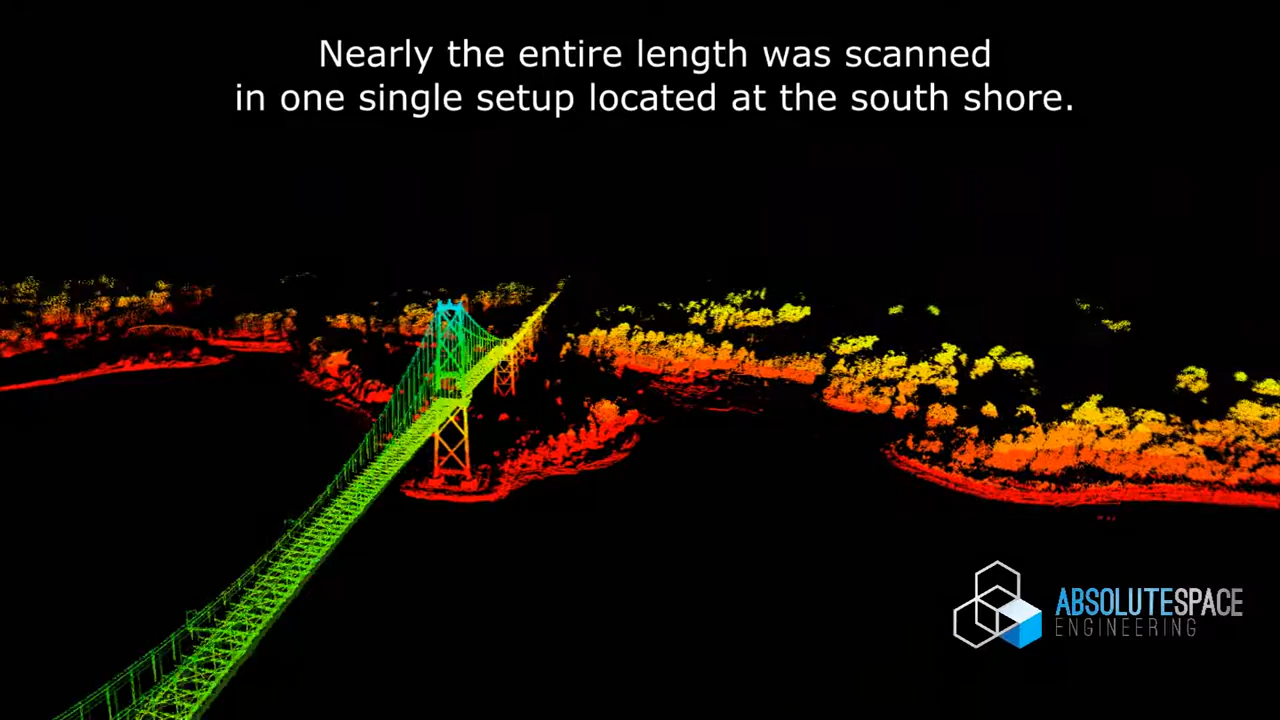 Nearly the entire length was scanned
in one single setup located at the south shore.
ABSOLUTESPACE
ENGINEERING